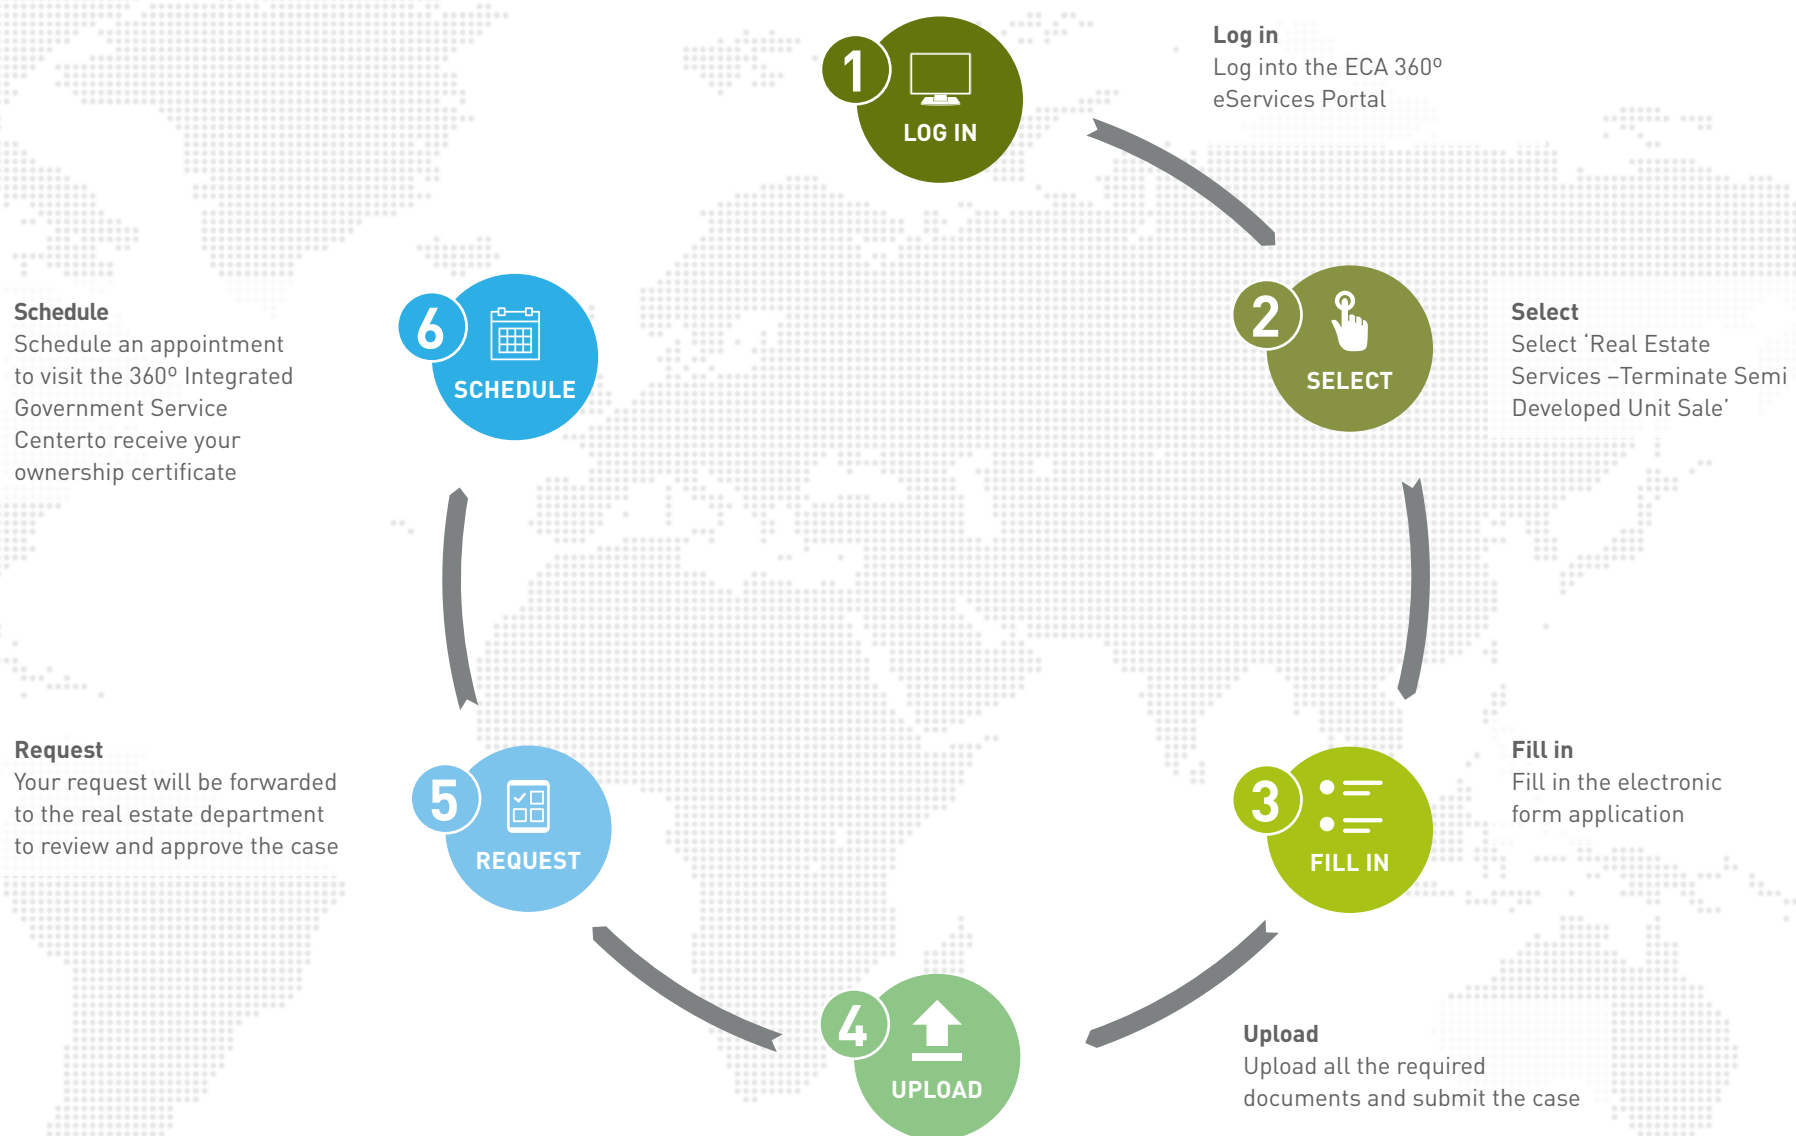 1
LOG IN
Log in
Log into the ECA 360º
eServices Portal
2
SELECT
Select
Select ‘Real Estate
Services –Terminate Semi
Developed Unit Sale’
3
FILL IN
Fill in
Fill in the electronic
form application
4
UPLOAD
Upload
Upload all the required
documents and submit the case
5
REQUEST
Request
Your request will be forwarded
to the real estate department
to review and approve the case
6
SCHEDULE
Schedule
Schedule an appointment
to visit the 360º Integrated
Government Service
Centerto receive your
ownership certificate